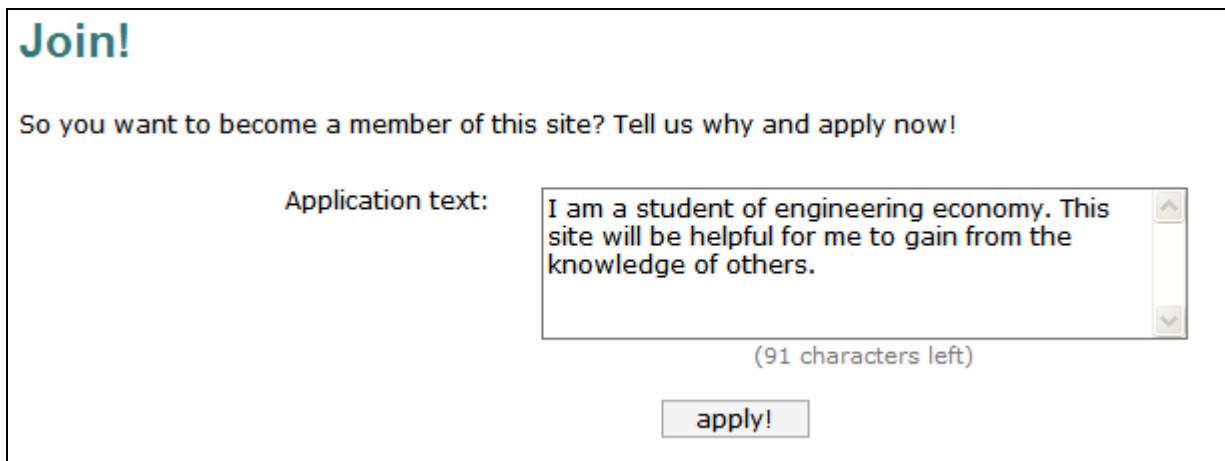 Join!
So you want to become a member of this site? Tell us why and apply now!
Application text:
I am a student of engineering economy. This
site will be helpful for me to gain from the
knowledge of others.
(91 characters left)
apply!